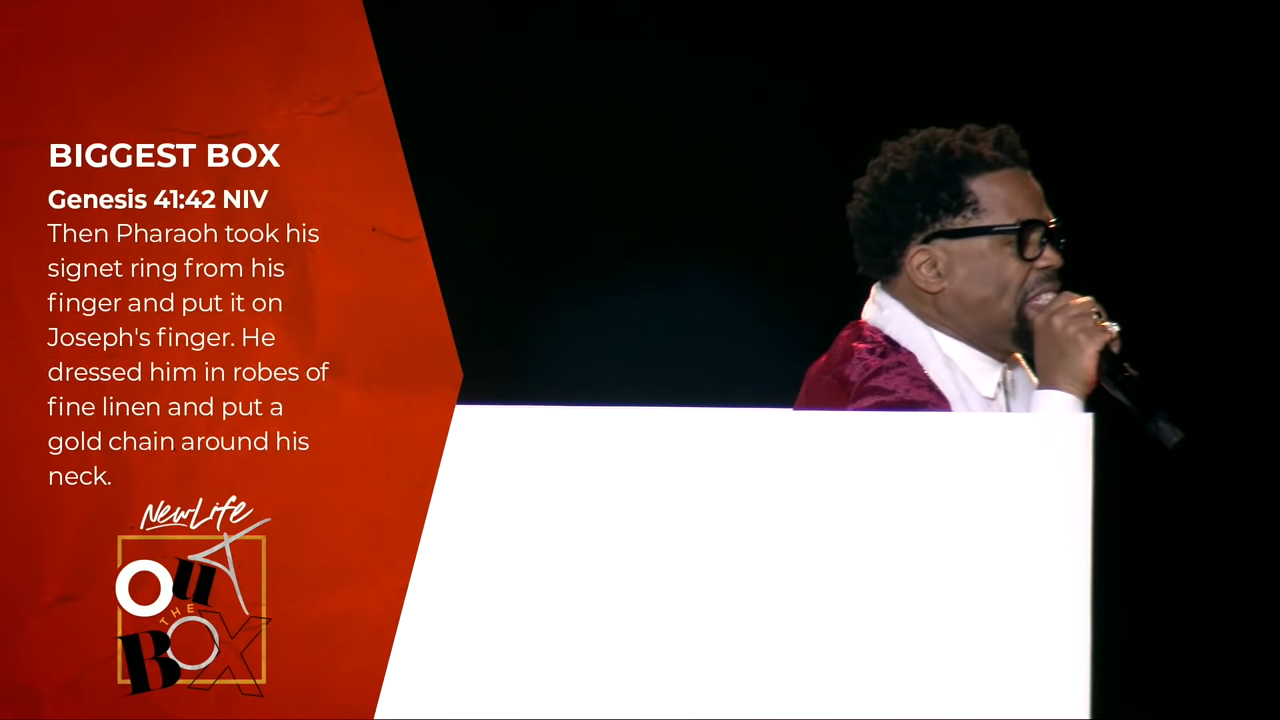 BIGGEST BOX
Genesis 41:42 NIV
Then Pharaoh took his
signet ring from his
finger and put it on
Joseph's finger. He
dressed him in robes of
fine linen and put a
gold chain around his
neck.
NewLife
OuT
THE
BOX